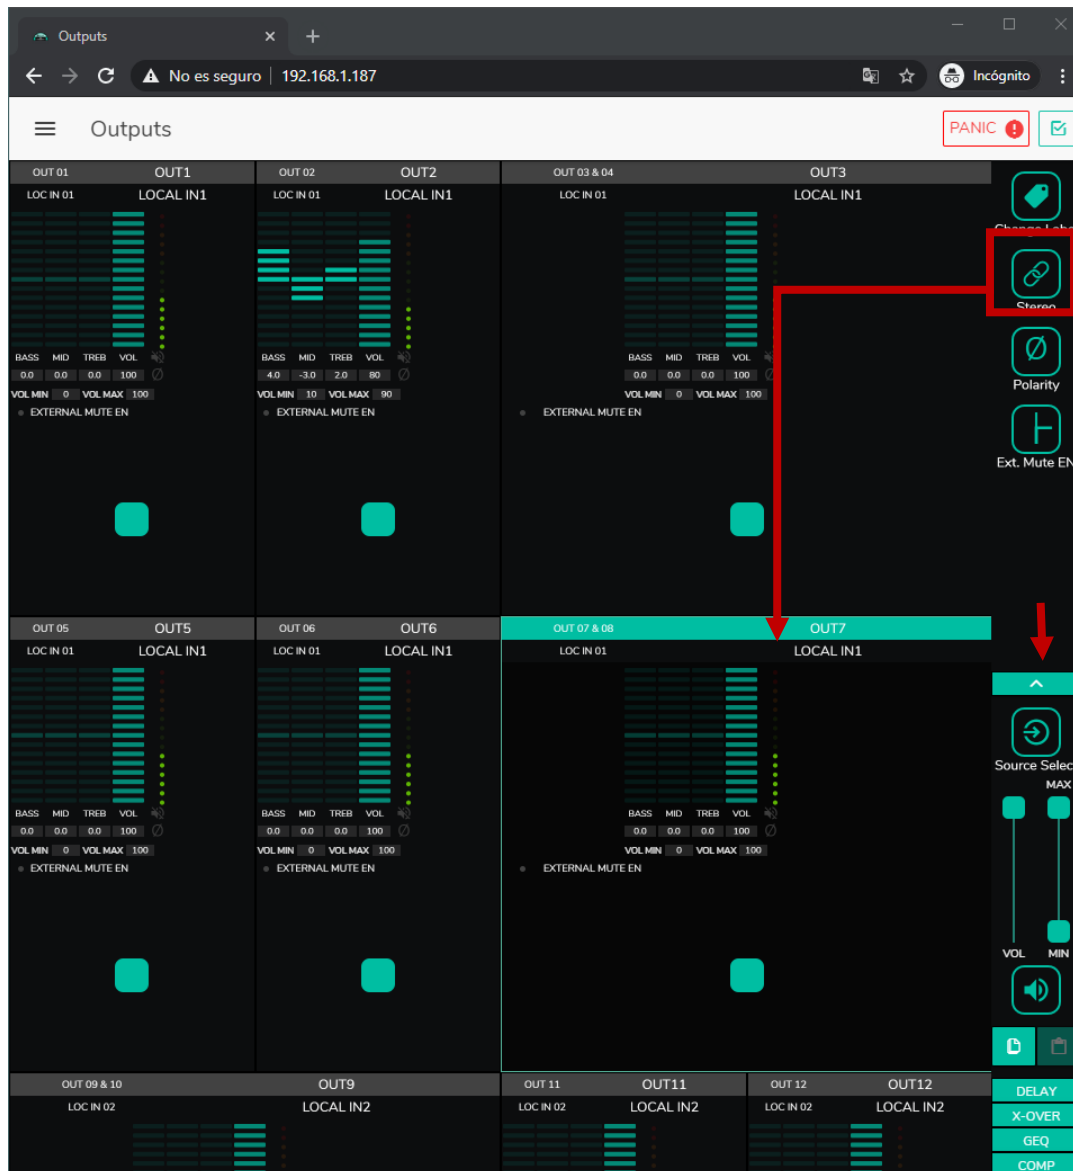 Outputs
No es seguro | 192.168.1.187
Incógnito
Outputs
PANIC
OUT 01 OUT1
LOC IN 01 LOCAL IN1
BASS MID TREB VOL
0.0 0.0 0.0 100
VOL MIN 0 VOL MAX 100
EXTERNAL MUTE EN
OUT 02 OUT2
LOC IN 01 LOCAL IN1
BASS MID TREB VOL
4.0 -3.0 2.0 80
VOL MIN 10 VOL MAX 90
EXTERNAL MUTE EN
OUT 03 & 04 OUT3
LOC IN 01 LOCAL IN1
BASS MID TREB VOL
0.0 0.0 0.0 100
VOL MIN 0 VOL MAX 100
EXTERNAL MUTE EN
Change Labe
Stereo
Polarity
Ext. Mute EN
OUT 05 OUT5
LOC IN 01 LOCAL IN1
BASS MID TREB VOL
0.0 0.0 0.0 100
VOL MIN 0 VOL MAX 100
EXTERNAL MUTE EN
OUT 06 OUT6
LOC IN 01 LOCAL IN1
BASS MID TREB VOL
0.0 0.0 0.0 100
VOL MIN 0 VOL MAX 100
EXTERNAL MUTE EN
OUT 07 & 08 OUT7
LOC IN 01 LOCAL IN1
BASS MID TREB VOL
0.0 0.0 0.0 100
VOL MIN 0 VOL MAX 100
EXTERNAL MUTE EN
Source Selec
MAX
VOL MIN
OUT 09 & 10 OUT9
LOC IN 02 LOCAL IN2
OUT 11 OUT11
LOC IN 02 LOCAL IN2
OUT 12 OUT12
LOC IN 02 LOCAL IN2
DELAY
X-OVER
GEQ
COMP